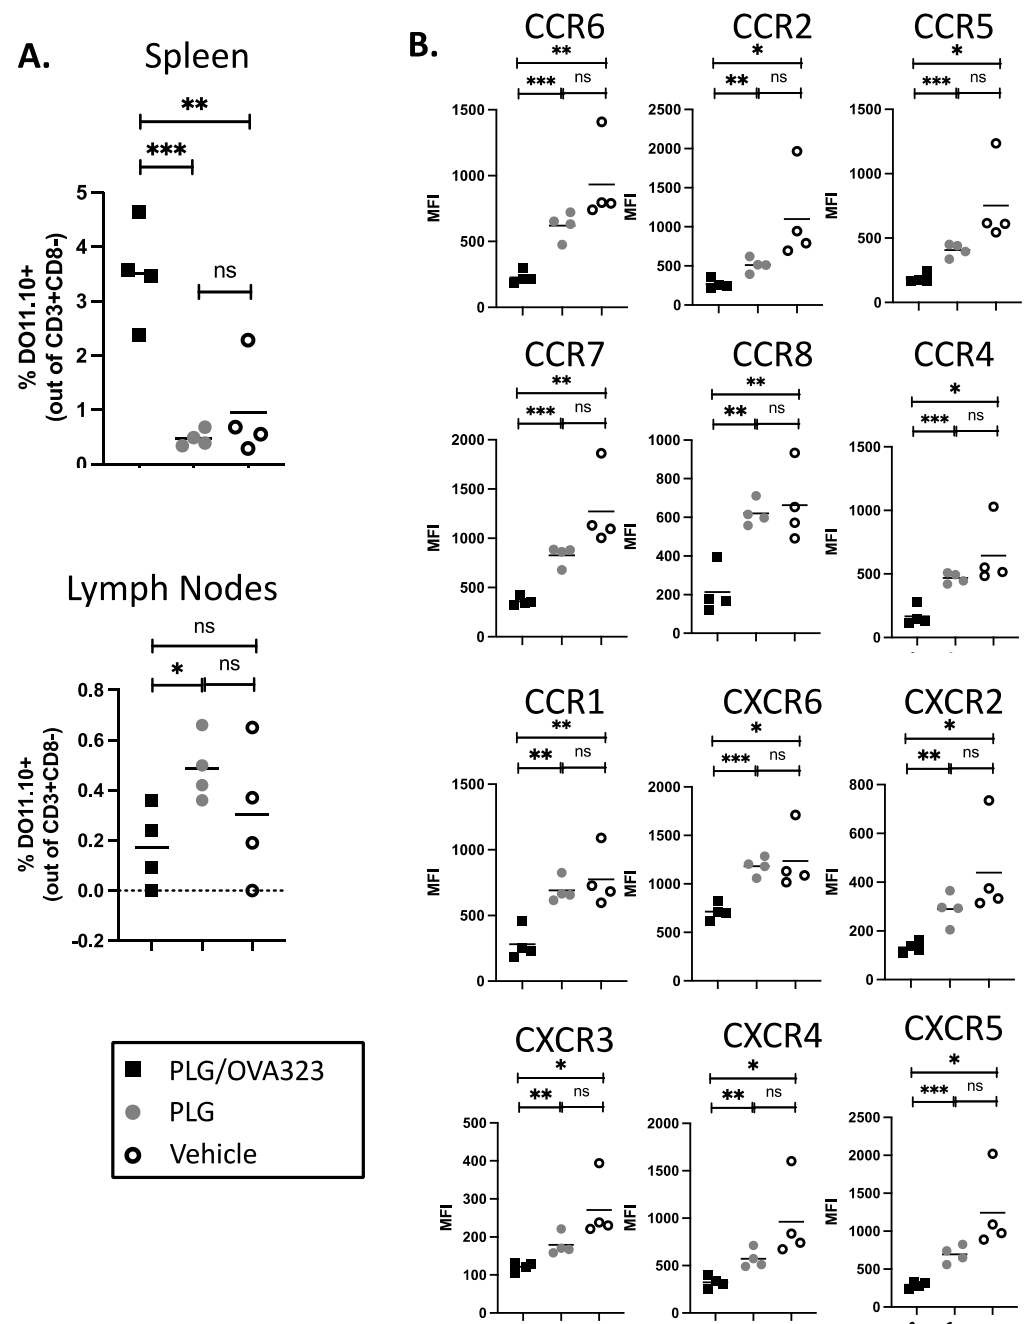 A.
Spleen
**
***
ns
% DO11.10+
(out of CD3+CD8-)
5
4
3
2
1
0
Lymph Nodes
ns
*
ns
% DO11.10+
(out of CD3+CD8-)
0.8
0.6
0.4
0.2
0.0
-0.2
PLG/OVA323
PLG
Vehicle
B.
CCR6
**
***
ns
MFI
1500
1000
500
0
CCR2
*
**
ns
MFI
2500
2000
1500
1000
500
0
CCR5
*
***
ns
MFI
1500
1000
500
0
CCR7
**
***
ns
MFI
2000
1500
1000
500
0
CCR8
**
**
ns
MFI
1000
800
600
400
200
0
CCR4
*
***
ns
MFI
1500
1000
500
0
CCR1
**
**
ns
MFI
1500
1000
500
0
CXCR6
*
***
ns
MFI
2000
1500
1000
500
0
CXCR2
*
**
ns
MFI
800
600
400
200
0
CXCR3
*
**
ns
MFI
500
400
300
200
100
0
CXCR4
*
**
ns
MFI
2000
1500
1000
500
0
CXCR5
*
***
ns
MFI
2500
2000
1500
1000
500
0